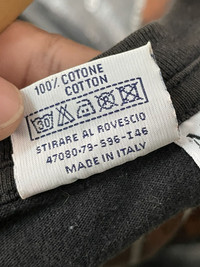 100% COTONE
COTTON
30
STIRARE AL ROVESCIO
47080-79-596-146
MADE IN ITALY